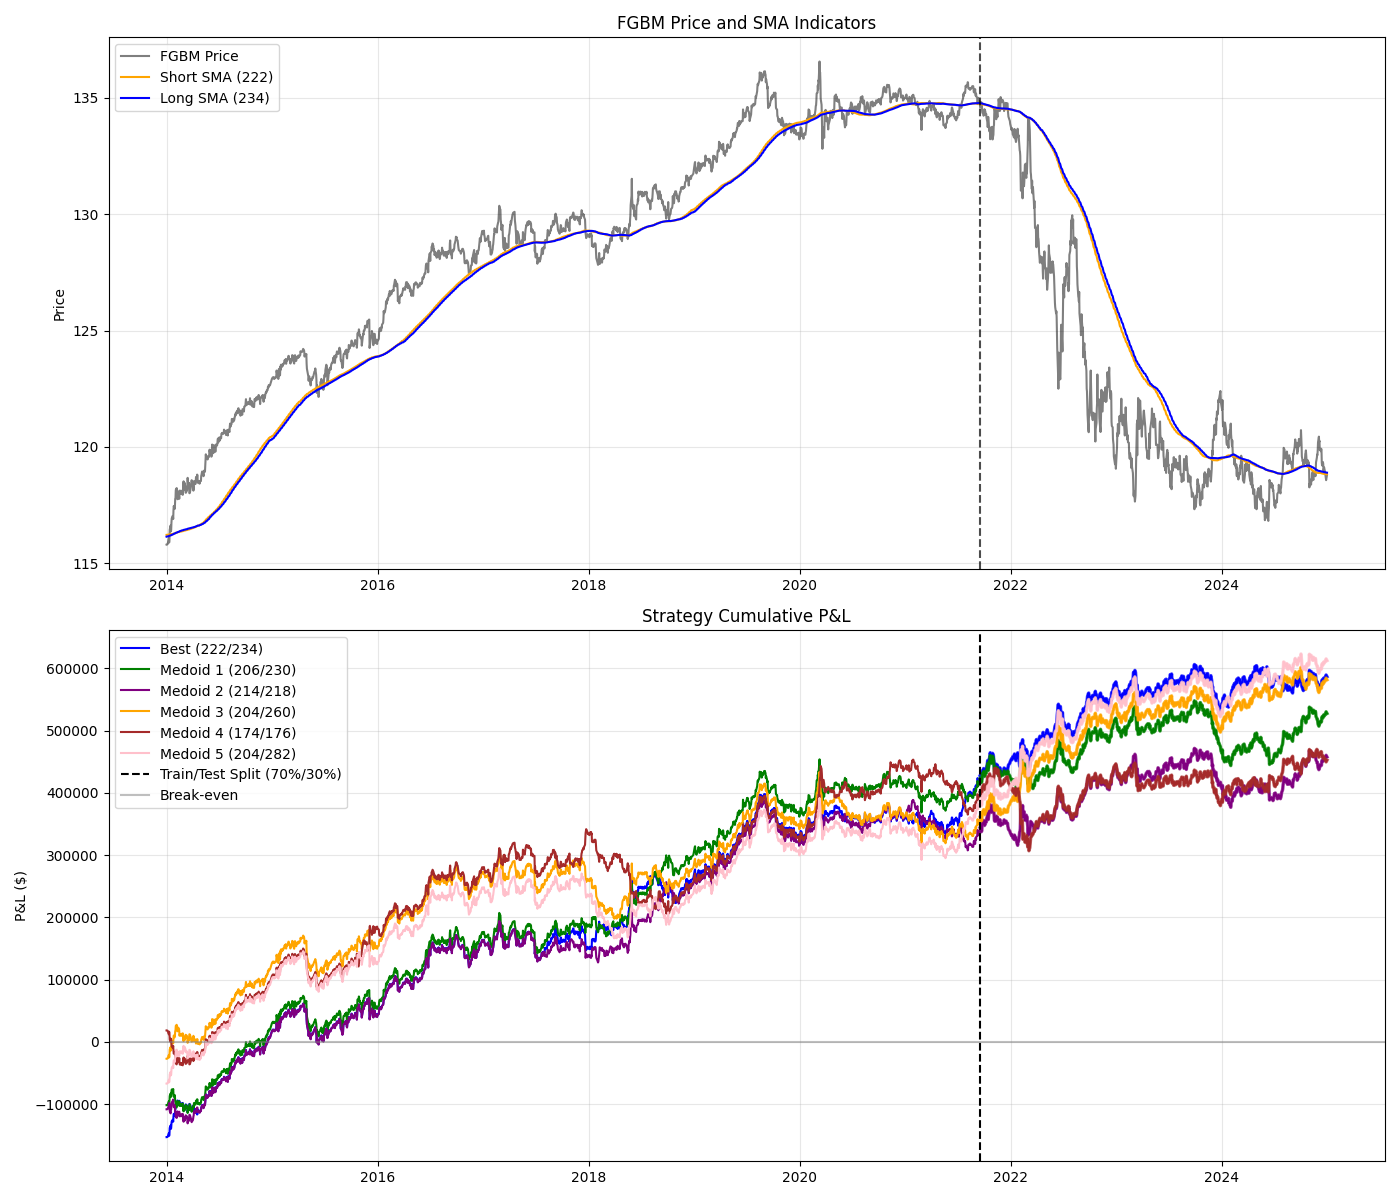 FGBM Price and SMA Indicators
FGBM Price
Short SMA (222)
Long SMA (234)
Price
135
130
125
120
115
2014
2016
2018
2020
2022
2024
Strategy Cumulative P&L
Best (222/234)
Medoid 1 (206/230)
Medoid 2 (214/218)
Medoid 3 (204/260)
Medoid 4 (174/176)
Medoid 5 (204/282)
Train/Test Split (70%/30%)
Break-even
P&L ($)
600000
500000
400000
300000
200000
100000
0
−100000
2014
2016
2018
2020
2022
2024